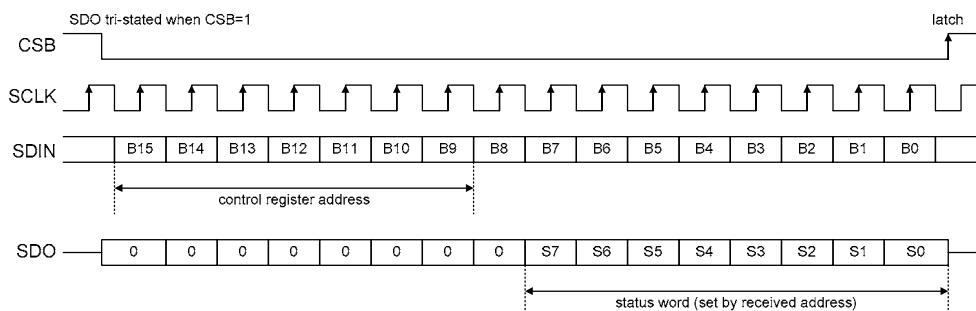 SDO tri-stated when CSB=1
latch
CSB
SCLK
SDIN B15 B14 B13 B12 B11 B10 B9 B8 B7 B6 B5 B4 B3 B2 B1 B0
control register address
SDO 0 0 0 0 0 0 0 0 S7 S6 S5 S4 S3 S2 S1 S0
status word (set by received address)